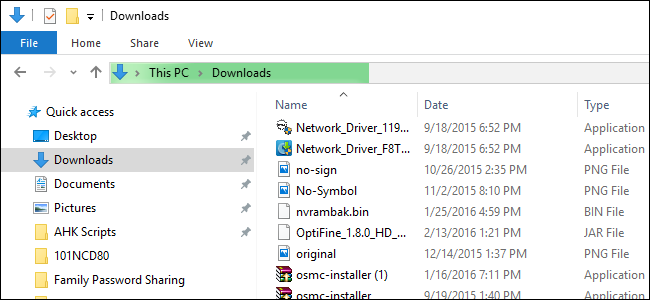 Downloads
File Home Share View
This PC Downloads
Quick access
Desktop
Downloads
Documents
Pictures
AHK Scripts
101NCD80
Family Password Sharing
Name Date Type
Network_Driver_119... 9/18/2015 6:52 PM Application
Network_Driver_F8T... 9/18/2015 6:52 PM Application
no-sign 10/26/2015 2:35 PM PNG File
No-Symbol 11/2/2015 8:10 PM PNG File
nvrambak.bin 1/25/2016 4:59 PM BIN File
OptiFine_1.8.0_HD_... 2/13/2016 1:21 PM JAR File
original 12/14/2015 1:37 PM PNG File
osmc-installer (1) 1/16/2016 7:11 PM Application
osmc-installer 9/19/2015 1:40 PM Application